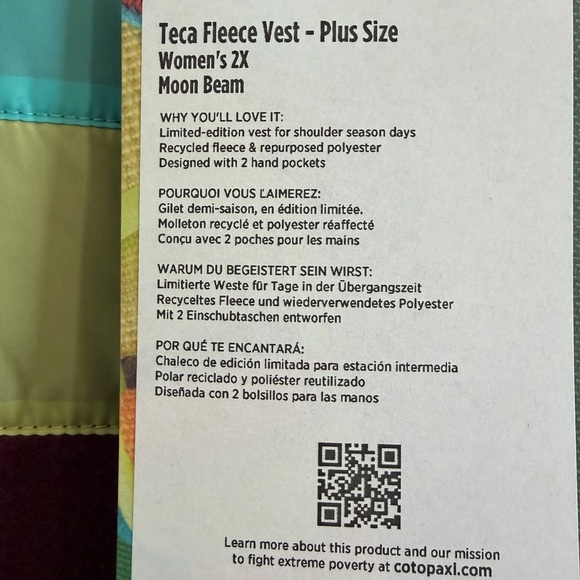 Teca Fleece Vest - Plus Size
Women's 2X
Moon Beam
WHY YOU'LL LOVE IT:
Limited-edition vest for shoulder season days
Recycled fleece & repurposed polyester
Designed with 2 hand pockets
POURQUOI VOUS L'AIMEREZ:
Gilet demi-saison, en édition limitée.
Molleton recyclé et polyester réaffecté
Conçu avec 2 poches pour les mains
WARUM DU BEGEISTERT SEIN WIRST:
Limitierte Weste für Tage in der Übergangszeit
Recyceltes Fleece und wiederverwendetes Polyester
Mit 2 Einschubtaschen entworfen
POR QUÉ TE ENCANTARÁ:
Chaleco de edición limitada para estación intermedia
Polar reciclado y poliéster reutilizado
Diseñada con 2 bolsillos para las manos
Learn more about this product and our mission
to fight extreme poverty at cotopaxi.com